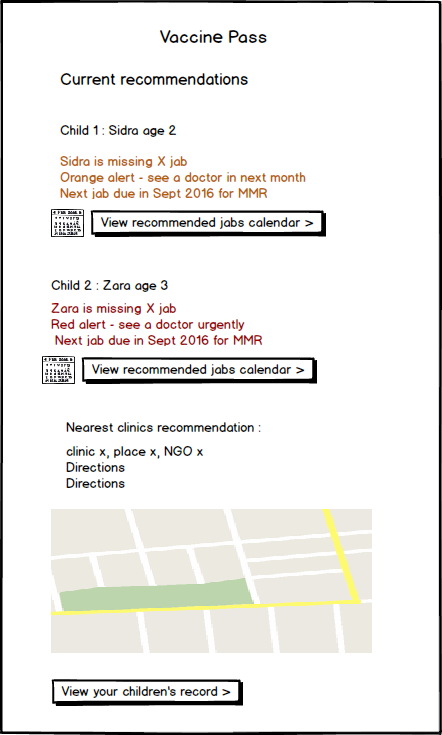 Vaccine Pass
Current recommendations
Child 1 : Sidra age 2
Sidra is missing X jab
Orange alert - see a doctor in next month
Next jab due in Sept 2016 for MMR
View recommended jabs calendar >
Child 2 : Zara age 3
Zara is missing X jab
Red alert - see a doctor urgently
Next jab due in Sept 2016 for MMR
View recommended jabs calendar >
Nearest clinics recommendation :
clinic x, place x, NGO x
Directions
Directions
View your children's record >